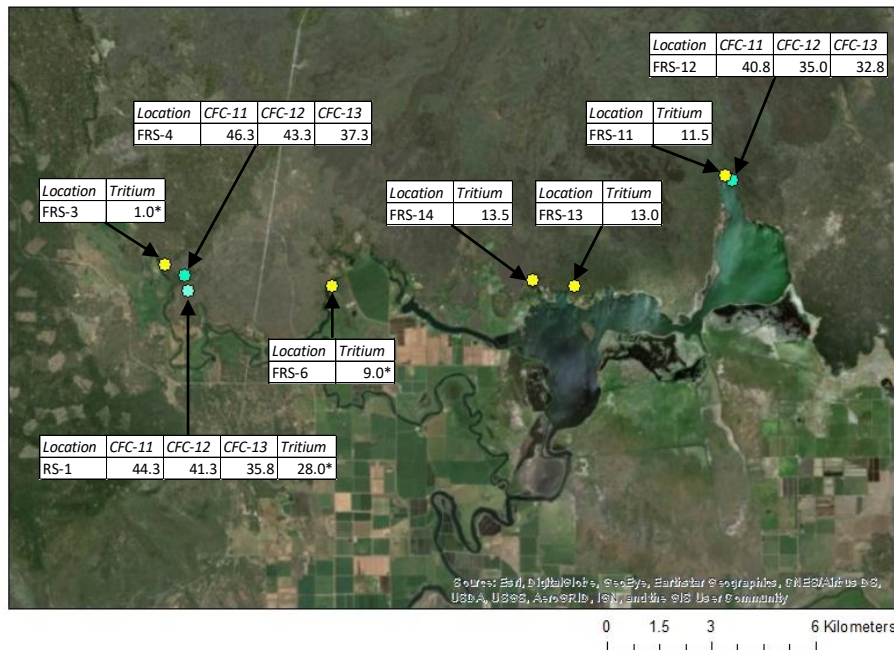 Location CFC-11 CFC-12 CFC-13
FRS-12 40.8 35.0 32.8
Location CFC-11 CFC-12 CFC-13
FRS-4 46.3 43.3 37.3
Location Tritium
FRS-11 11.5
Location Tritium
FRS-3 1.0*
Location Tritium
FRS-14 13.5
Location Tritium
FRS-13 13.0
Location Tritium
FRS-6 9.0*
Location CFC-11 CFC-12 CFC-13 Tritium
RS-1 44.3 41.3 35.8 28.0*
Source: Esri, DigitalGlobe, GeoEye, Earthstar Geographics, CNES/Airbus DS,
USDA, USGS, AeroGRID, IGN, and the GIS User Community
0 1.5 3 6 Kilometers